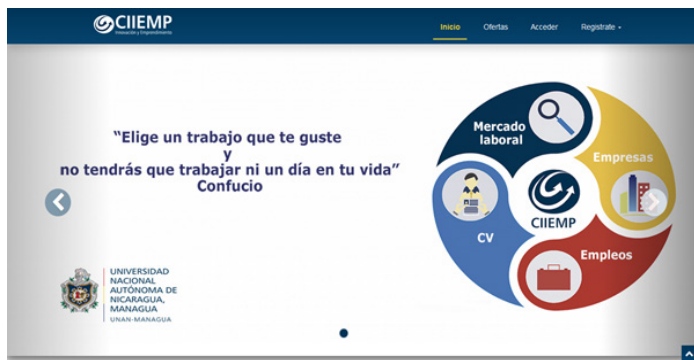 CIIEMP
Innovación y Emprendimiento
Inicio
Ofertas
Acceder
Registrate
“Elige un trabajo que te guste
y
no tendrás que trabajar ni un día en tu vida”
Confucio
Mercado
laboral
Empresas
CIIEMP
CV
Empleos
UNIVERSIDAD
NACIONAL
AUTÓNOMA DE
NICARAGUA,
MANAGUA
UNAN-MANAGUA